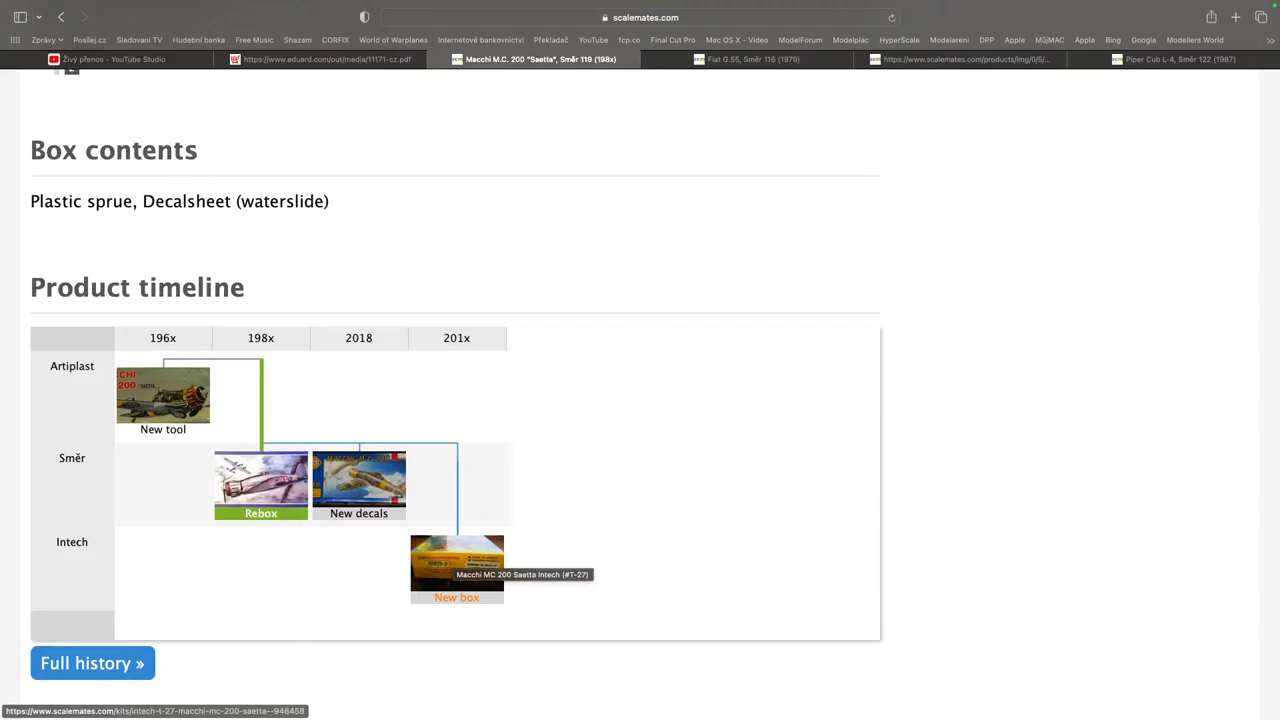 scalemates.com
Zprávy
Posilej.cz
Sledovani TV
Hudební banka
Free Music
Shazam
CORFIX
World of Warplanes
Internetové bankovnictví
Překladač
YouTube
fcp.co
Final Cut Pro
Mac OS X - Video
ModelForum
Modelplac
HyperScale
Modelareni
DPP
Apple
MůjMAC
Apple
Bing
Google
Modellers World
Živý přenos - YouTube Studio
https://www.eduard.com/out/media/11171-cz.pdf
Macchi M.C. 200 "Saetta", Směr 119 (198x)
Fiat G.55, Směr 116 (1979)
https://www.scalemates.com/products/img/0/5/...
Piper Cub L-4, Směr 122 (1987)
Box contents
Plastic sprue, Decalsheet (waterslide)
Product timeline
196x
198x
2018
201x
Artiplast
New tool
Směr
Rebox
New decals
Intech
Macchi MC 200 Saetta Intech (#T-27)
New box
Full history »
https://www.scalemates.com/kits/intech-t-27-macchi-mc-200-saetta--946458